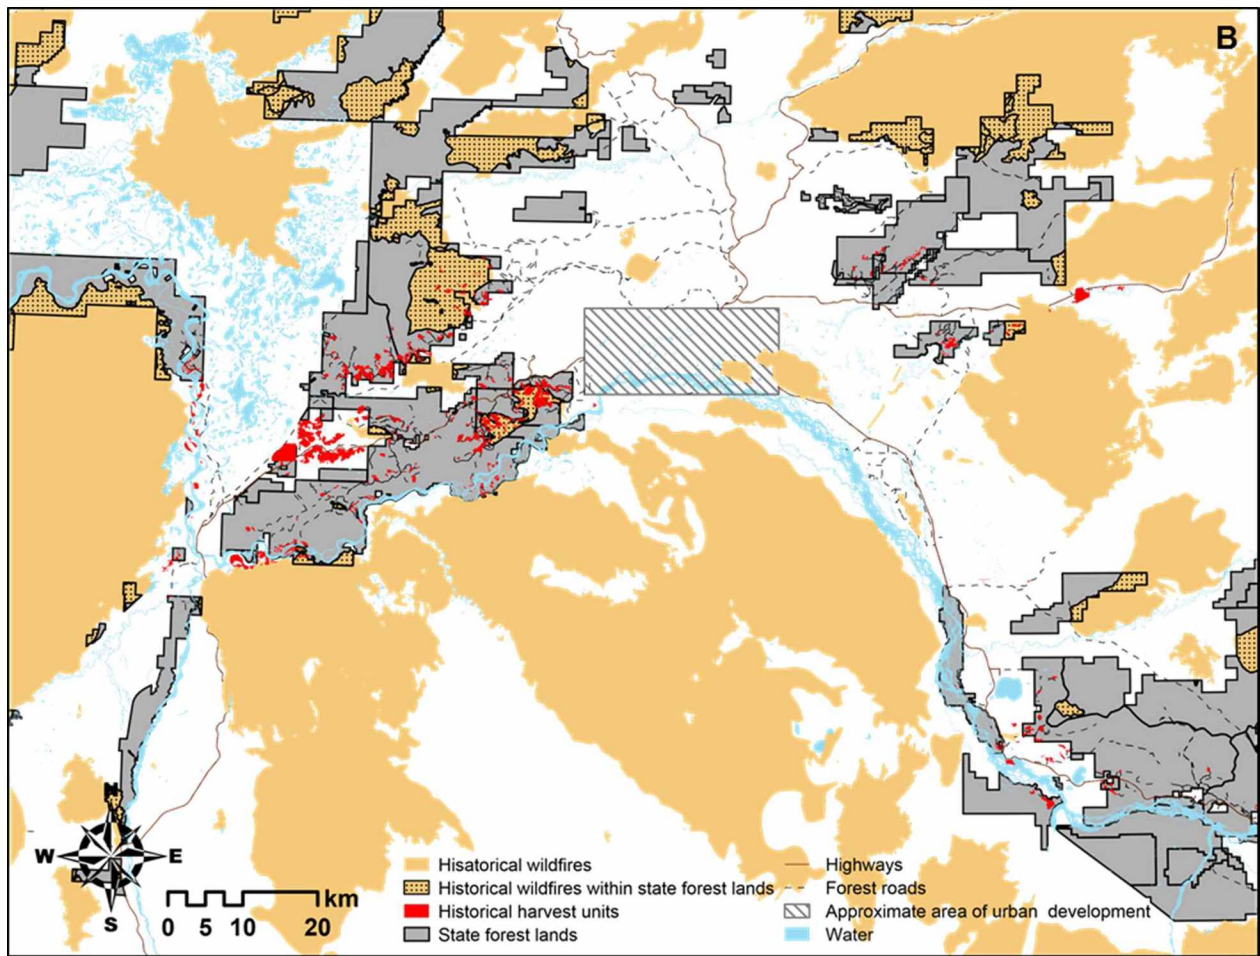 B
N
W E
S
km
0 5 10 20
Hisatorical wildfires
Historical wildfires within state forest lands
Historical harvest units
State forest lands
Highways
Forest roads
Approximate area of urban development
Water